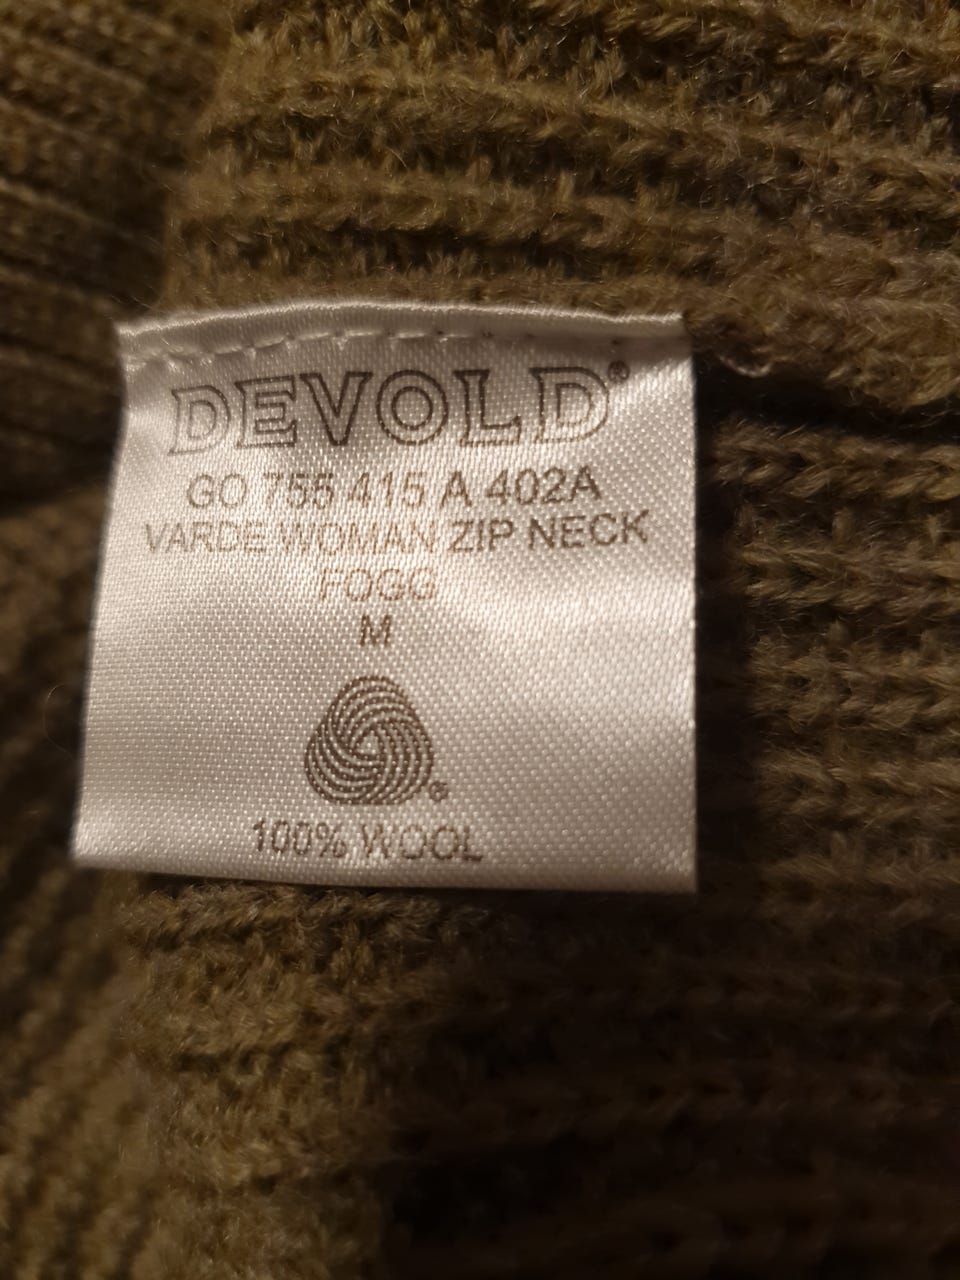 DEVOLD®
GO 755 415 A 402A
VARDE WOMAN ZIP NECK
FOGG
M
®
100% WOOL